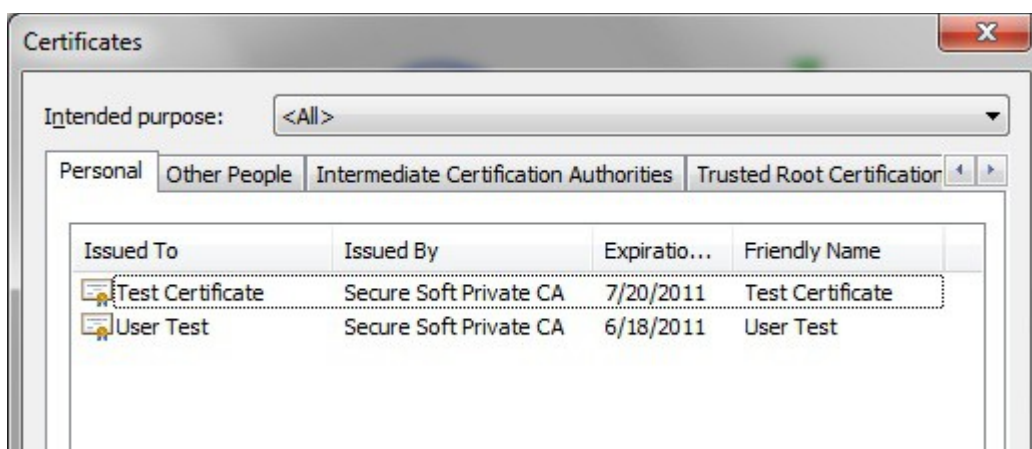 Certificates
Intended purpose: <All>
Personal Other People Intermediate Certification Authorities Trusted Root Certification
Issued To Issued By Expiratio... Friendly Name
Test Certificate Secure Soft Private CA 7/20/2011 Test Certificate
User Test Secure Soft Private CA 6/18/2011 User Test